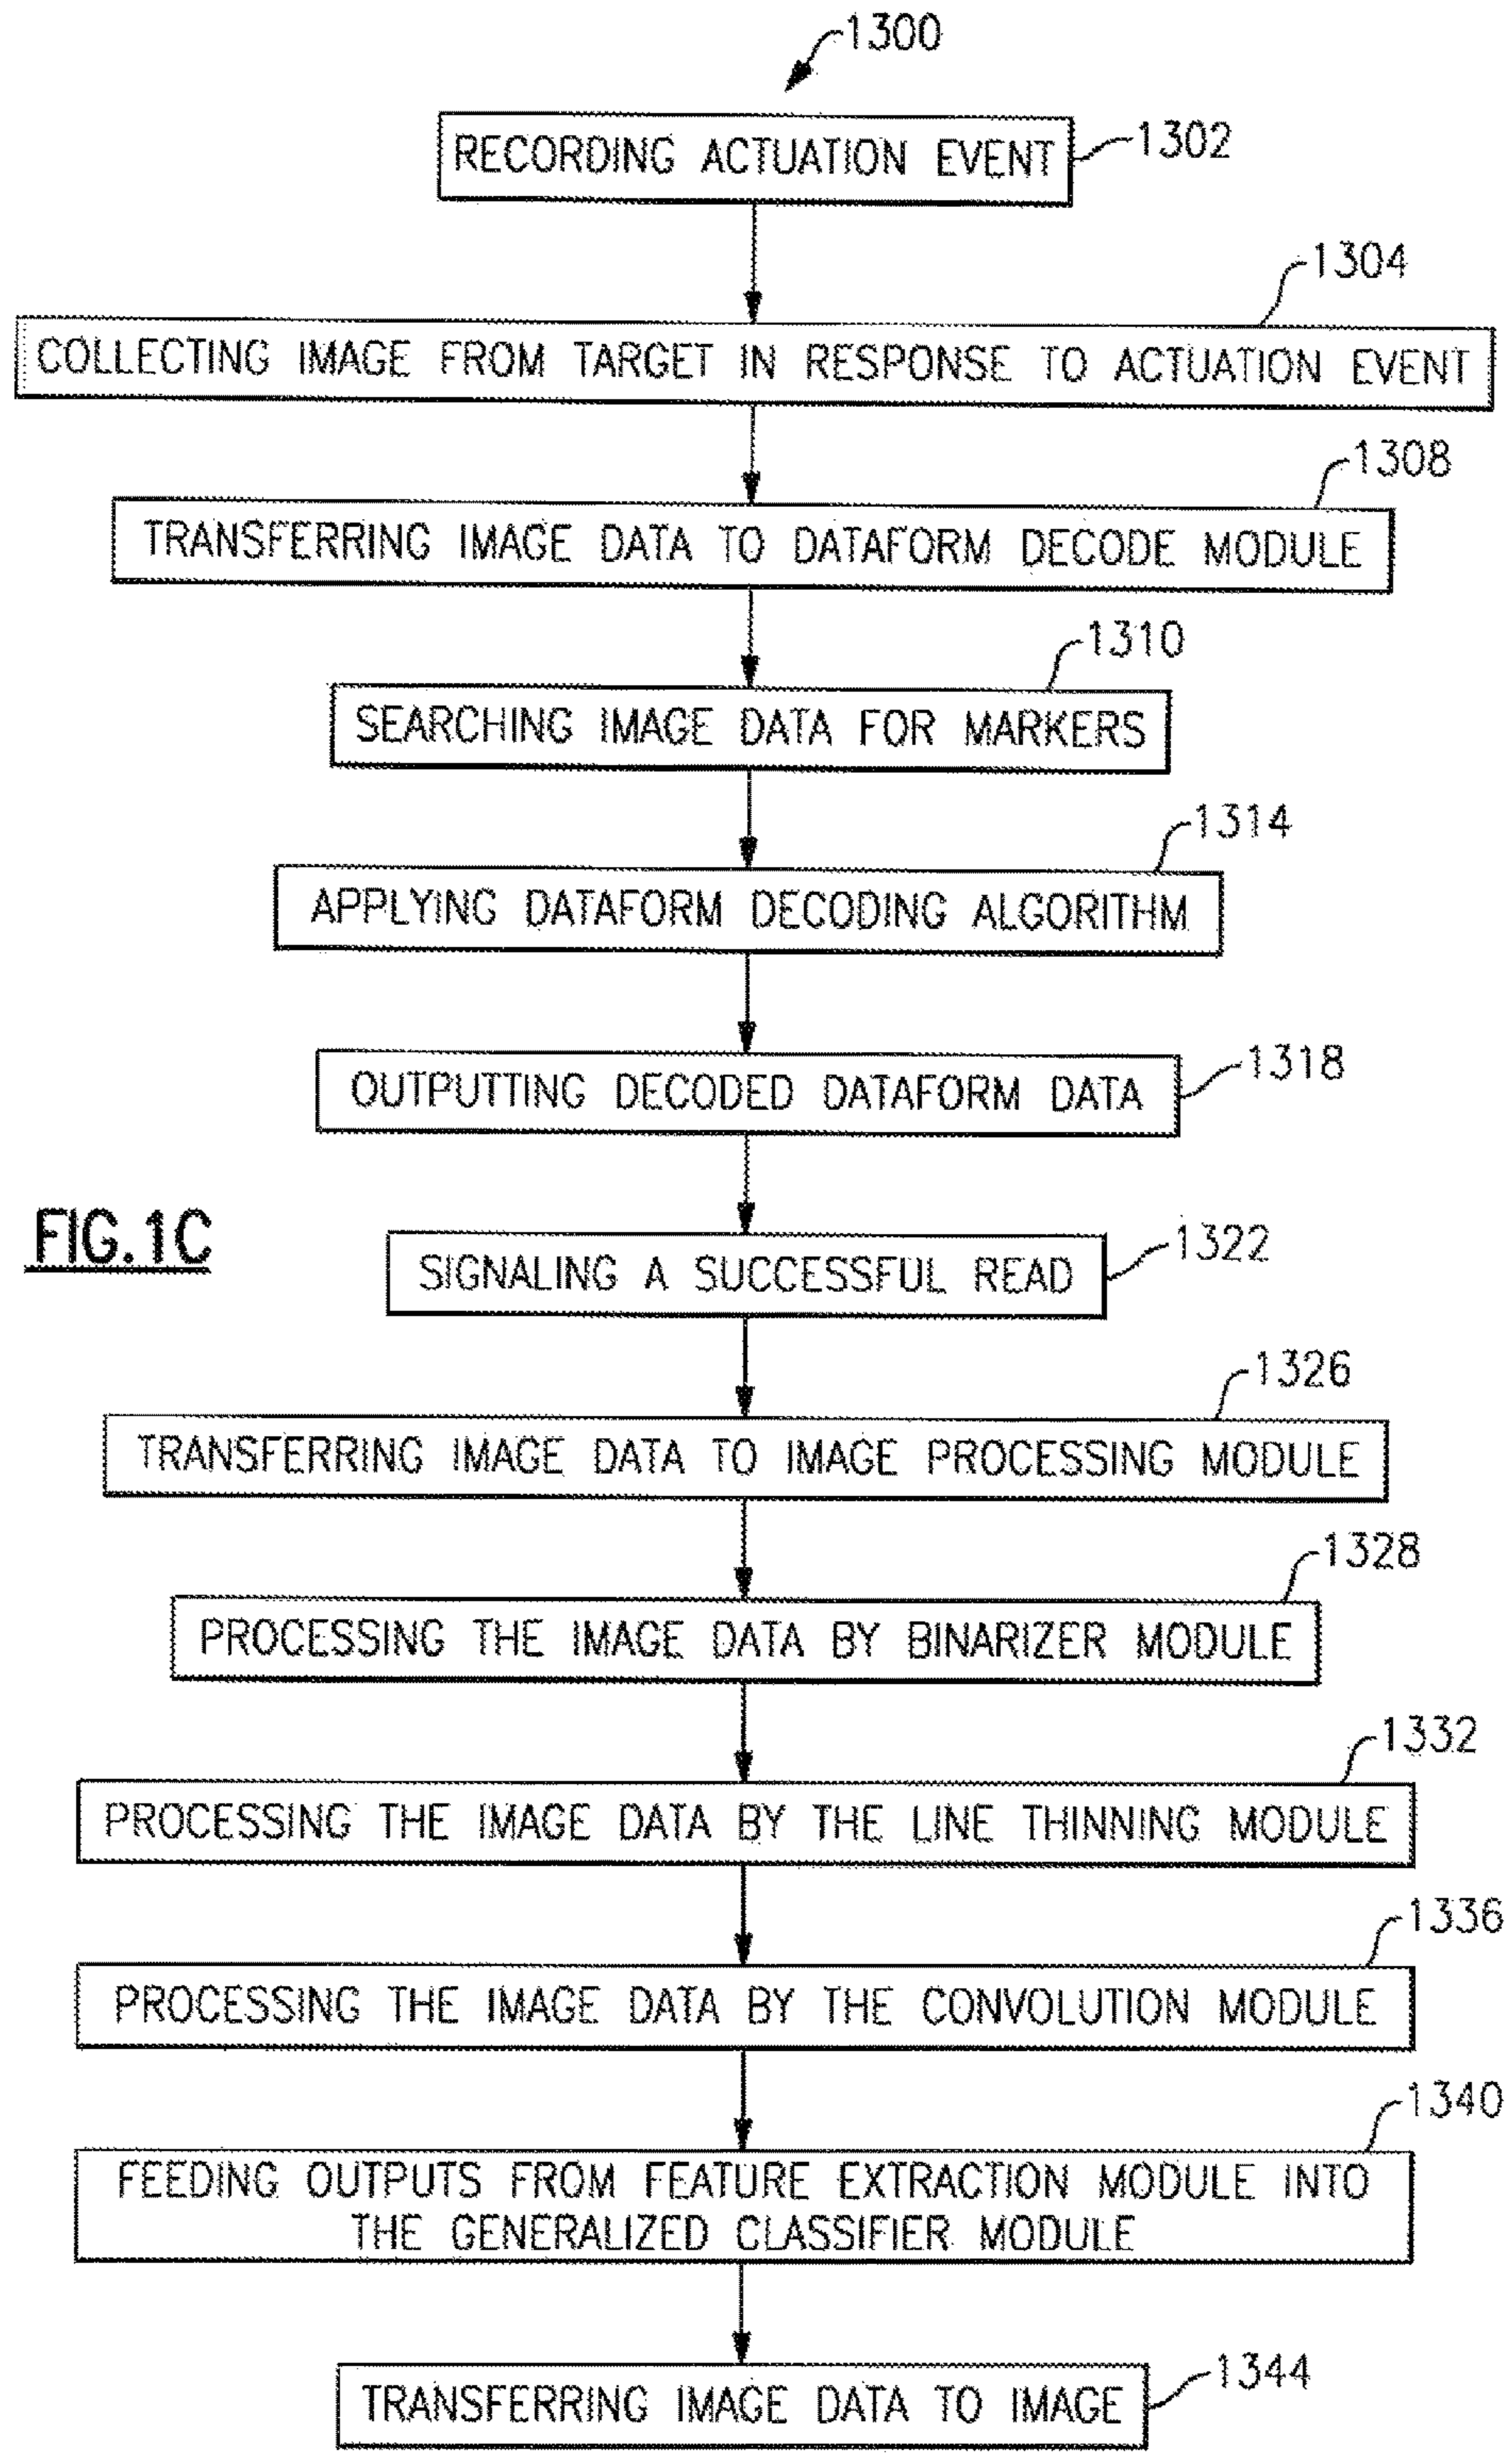 1300
RECORDING ACTUATION EVENT
1302
1304
COLLECTING IMAGE FROM TARGET IN RESPONSE TO ACTUATION EVENT
1308
TRANSFERRING IMAGE DATA TO DATAFORM DECODE MODULE
1310
SEARCHING IMAGE DATA FOR MARKERS
1314
APPLYING DATAFORM DECODING ALGORITHM
OUTPUTTING DECODED DATAFORM DATA
1318
FIG.1C
SIGNALING A SUCCESSFUL READ
1322
1326
TRANSFERRING IMAGE DATA TO IMAGE PROCESSING MODULE
1328
PROCESSING THE IMAGE DATA BY BINARIZER MODULE
1332
PROCESSING THE IMAGE DATA BY THE LINE THINNING MODULE
1336
PROCESSING THE IMAGE DATA BY THE CONVOLUTION MODULE
1340
FEEDING OUTPUTS FROM FEATURE EXTRACTION MODULE INTO
THE GENERALIZED CLASSIFIER MODULE
TRANSFERRING IMAGE DATA TO IMAGE
1344